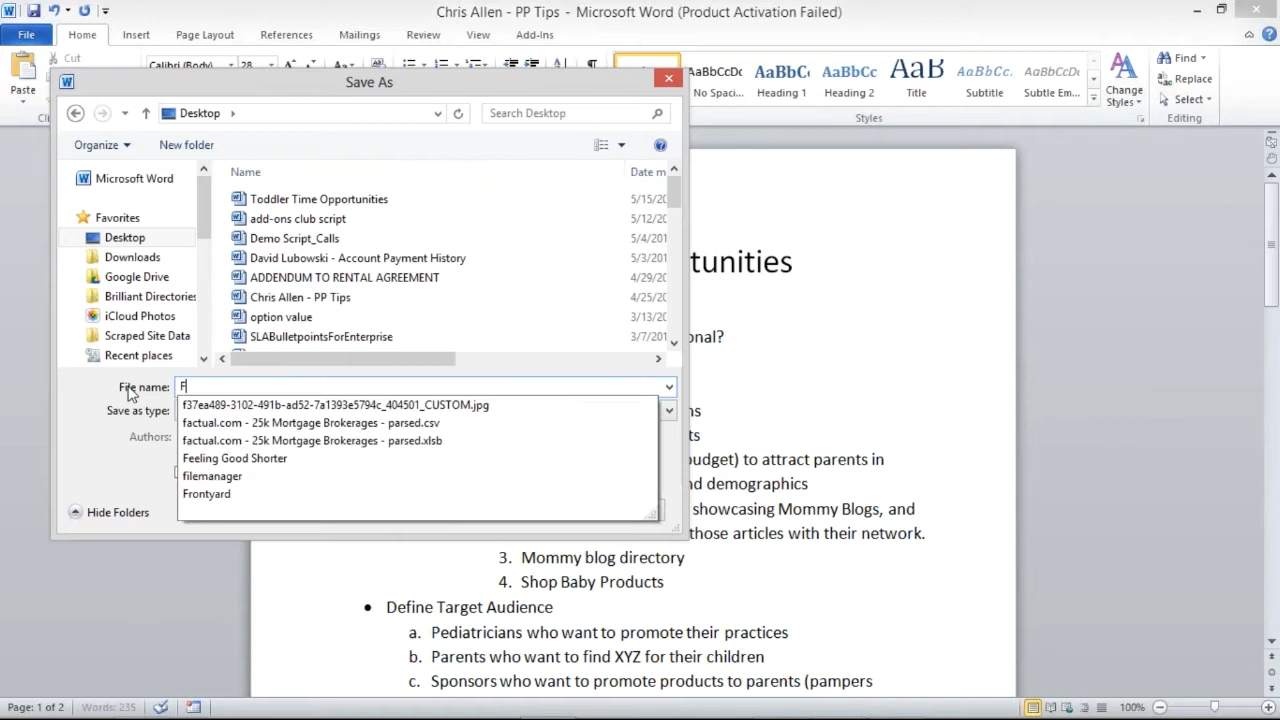 Chris Allen - PP Tips - Microsoft Word (Product Activation Failed)
File Home Insert Page Layout References Mailings Review View Add-Ins
Paste
Cut
Calibri (Body) 28
AaBbCcDc AaBbCc AaBbCc AaB AaBbCc. AaBbCcDc
No Spaci... Heading 1 Heading 2 Title Subtitle Subtle Em...
Change Styles
Find
Replace
Select
Styles
Editing
Save As
Desktop
Search Desktop
Organize New folder
Microsoft Word
Favorites
Desktop
Downloads
Google Drive
Brilliant Directories
iCloud Photos
Scraped Site Data
Recent places
Name Date m
Toddler Time Opportunities 5/15/20
add-ons club script 5/12/20
Demo Script_Calls 5/4/201
David Lubowski - Account Payment History 5/3/201
ADDENDUM TO RENTAL AGREEMENT 4/29/20
Chris Allen - PP Tips 4/25/20
option value 3/13/20
SLABulletpointsForEnterprise 3/7/201
File name: F
Save as type:
Authors:
f37ea489-3102-491b-ad52-7a1393e5794c_404501_CUSTOM.jpg
factual.com - 25k Mortgage Brokerages - parsed.csv
factual.com - 25k Mortgage Brokerages - parsed.xlsb
Feeling Good Shorter
filemanager
Frontyard
Hide Folders
tunities
onal?
ns
ts
budget) to attract parents in
nd demographics
showcasing Mommy Blogs, and
those articles with their network.
3. Mommy blog directory
4. Shop Baby Products
• Define Target Audience
a. Pediatricians who want to promote their practices
b. Parents who want to find XYZ for their children
c. Sponsors who want to promote products to parents (pampers
Page: 1 of 2 Words: 235 100%